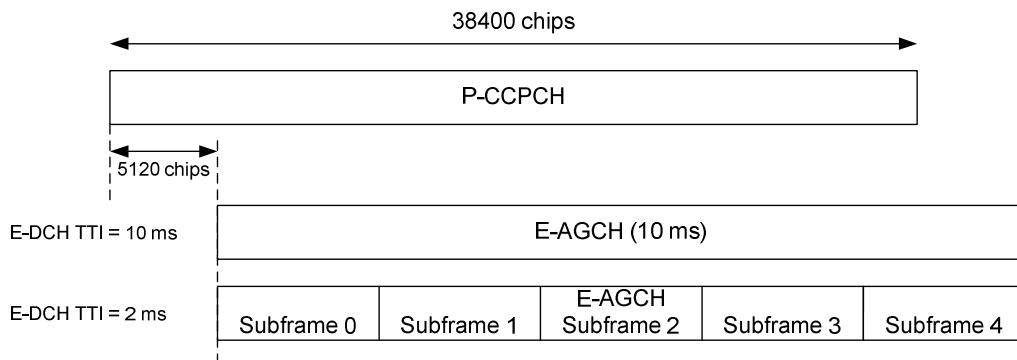 38400 chips
P-CCPCH
5120 chips
E-DCH TTI = 10 ms
E-AGCH (10 ms)
E-DCH TTI = 2 ms
Subframe 0
Subframe 1
E-AGCH
Subframe 2
Subframe 3
Subframe 4